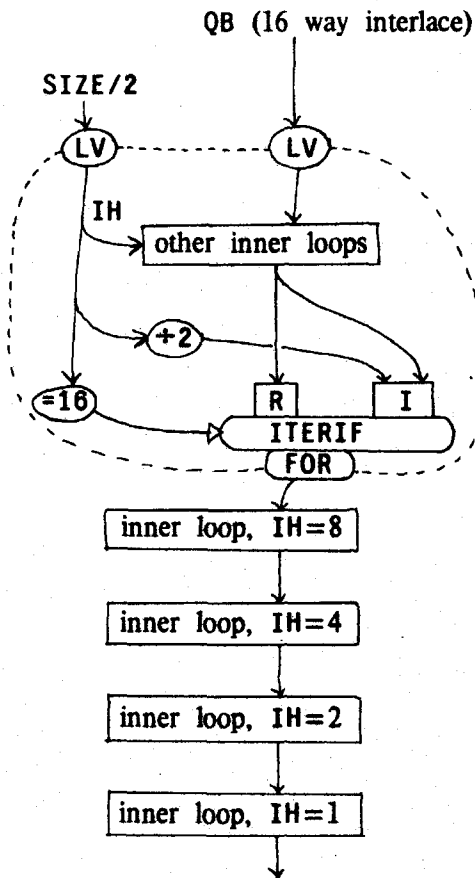 QB (16 way interlace)
SIZE/2
LV
LV
IH
other inner loops
÷2
=16
R
I
ITERIF
FOR
inner loop, IH=8
inner loop, IH=4
inner loop, IH=2
inner loop, IH=1